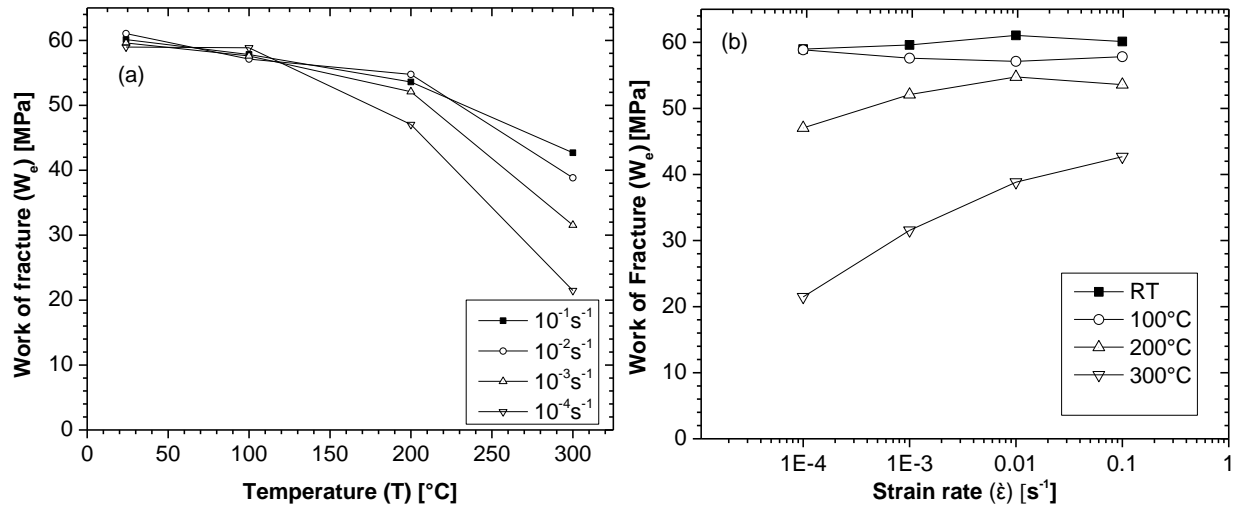 (a)
Work of fracture (Wₑ) [MPa]
60
50
40
30
20
10
0
0 50 100 150 200 250 300
Temperature (T) [°C]
10⁻¹s⁻¹
10⁻²s⁻¹
10⁻³s⁻¹
10⁻⁴s⁻¹
(b)
Work of Fracture (Wₑ) [MPa]
60
50
40
30
20
10
0
1E-4 1E-3 0.01 0.1 1
Strain rate (ε̇) [s⁻¹]
RT
100°C
200°C
300°C